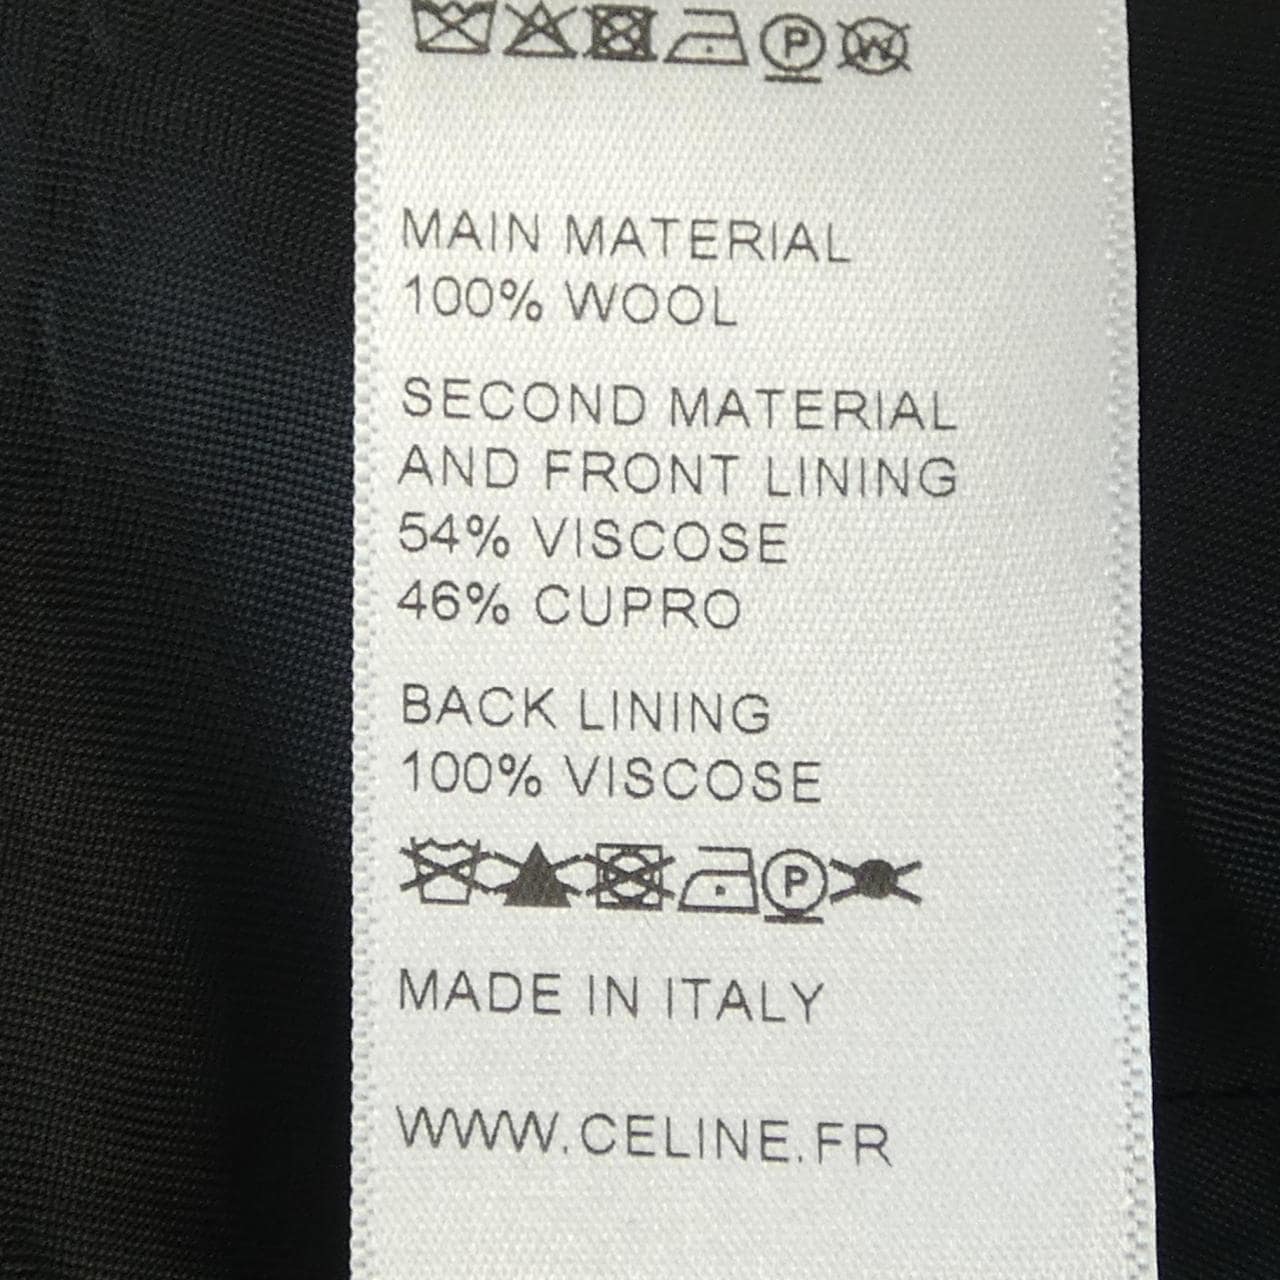 MAIN MATERIAL
100% WOOL
SECOND MATERIAL
AND FRONT LINING
54% VISCOSE
46% CUPRO
BACK LINING
100% VISCOSE
P
MADE IN ITALY
WWW.CELINE.FR